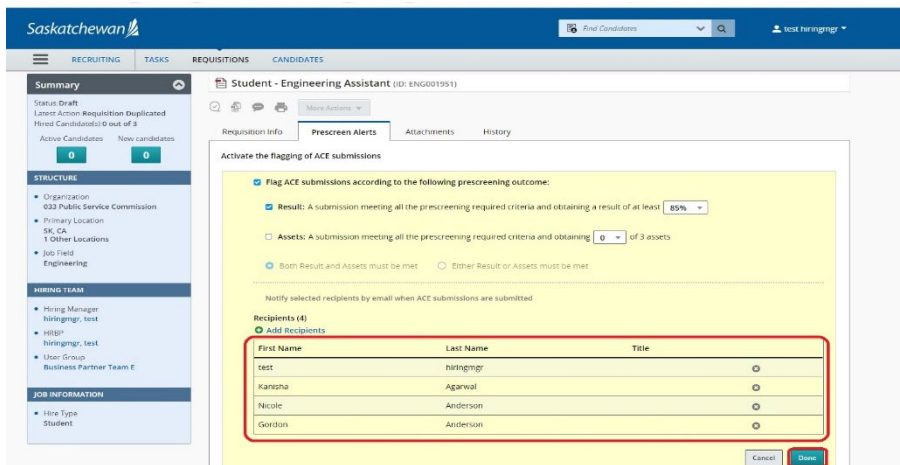 Saskatchewan
Find Candidates
test hiringmgr
RECRUITING TASKS REQUISITIONS CANDIDATES
Summary
Status:Draft
Latest Action:Requisition Duplicated
Hired Candidate(s):0 out of 3
Active Candidates New candidates
0 0
STRUCTURE
Organization
033 Public Service Commission
Primary Location
SK, CA
1 Other Locations
Job Field
Engineering
HIRING TEAM
Hiring Manager
hiringmgr, test
HRBP
hiringmgr, test
User Group
Business Partner Team E
JOB INFORMATION
Hire Type
Student
Student - Engineering Assistant (ID: ENG001951)
More Actions
Requisition Info Prescreen Alerts Attachments History
Activate the flagging of ACE submissions
Flag ACE submissions according to the following prescreening outcome:
Result: A submission meeting all the prescreening required criteria and obtaining a result of at least 85%
Assets: A submission meeting all the prescreening required criteria and obtaining 0 of 3 assets
Both Result and Assets must be met Either Result or Assets must be met
Notify selected recipients by email when ACE submissions are submitted
Recipients (4)
Add Recipients
First Name Last Name Title
test hiringmgr
Kanisha Agarwal
Nicole Anderson
Gordon Anderson
Cancel Done